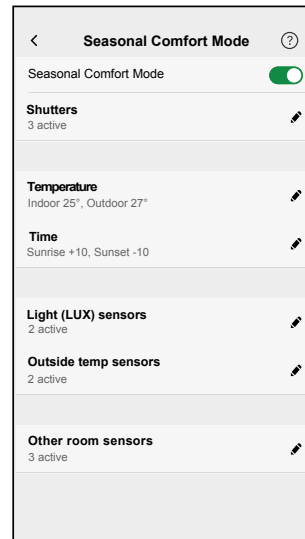 Seasonal Comfort Mode ?
Seasonal Comfort Mode
Shutters
3 active
Temperature
Indoor 25°, Outdoor 27°
Time
Sunrise +10, Sunset -10
Light (LUX) sensors
2 active
Outside temp sensors
2 active
Other room sensors
3 active